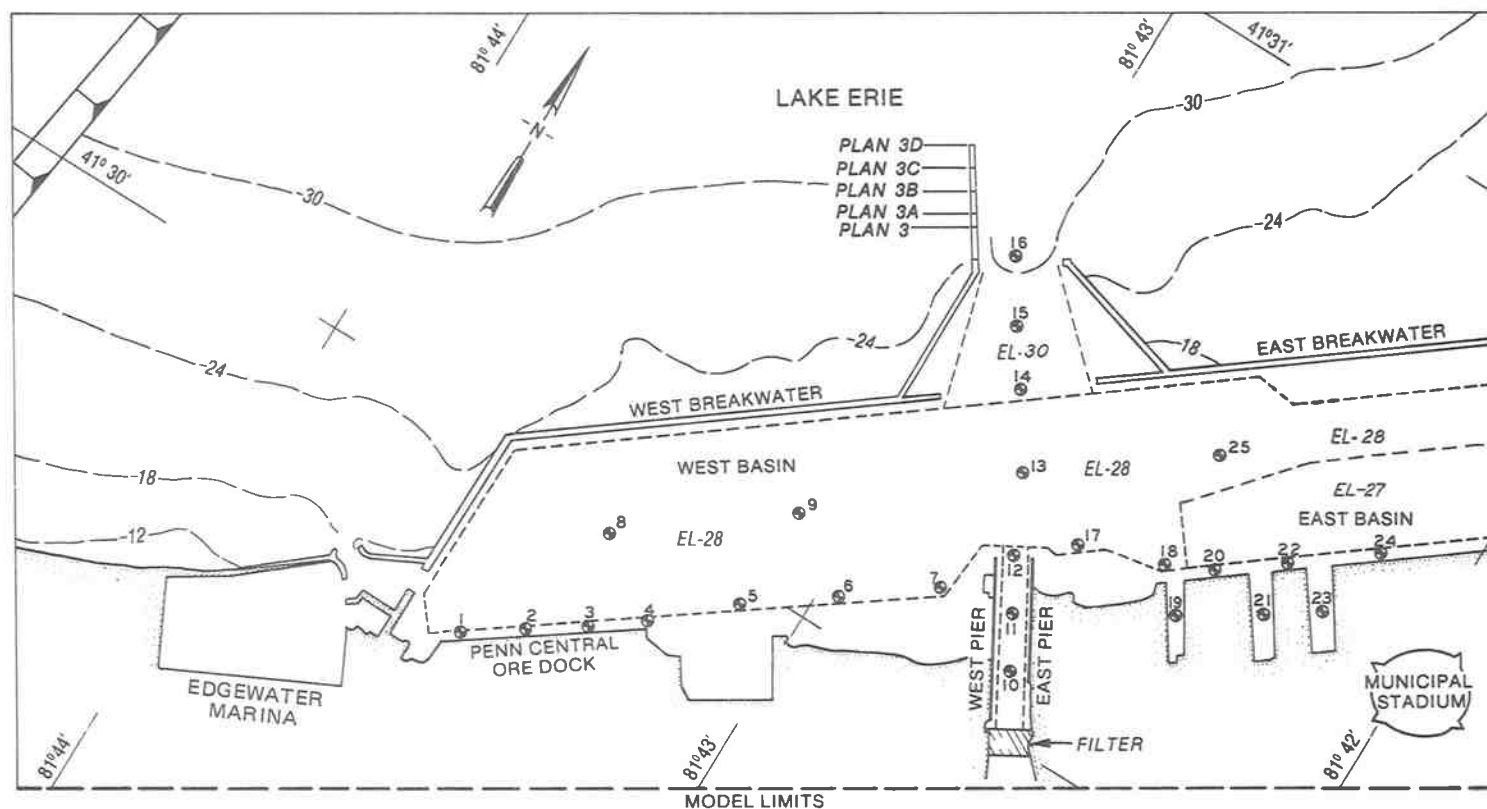 81° 44'
81° 43'
41° 31'
LAKE ERIE
-30
-N-
PLAN 3D
PLAN 3C
PLAN 3B
PLAN 3A
PLAN 3
41° 30'
-30
-24
16
15
EL-30
-18
EAST BREAKWATER
-24
-24
14
WEST BREAKWATER
WEST BASIN
13
EL-28
25
EL-28
-18
EL-27
EAST BASIN
-12
8
9
EL-28
17
18
20
22
24
12
7
6
5
4
3
2
1
19
21
23
11
10
PENN CENTRAL
ORE DOCK
WEST PIER
EAST PIER
EDGEWATER
MARINA
MUNICIPAL
STADIUM
FILTER
81° 44'
81° 43'
81° 42'
MODEL LIMITS